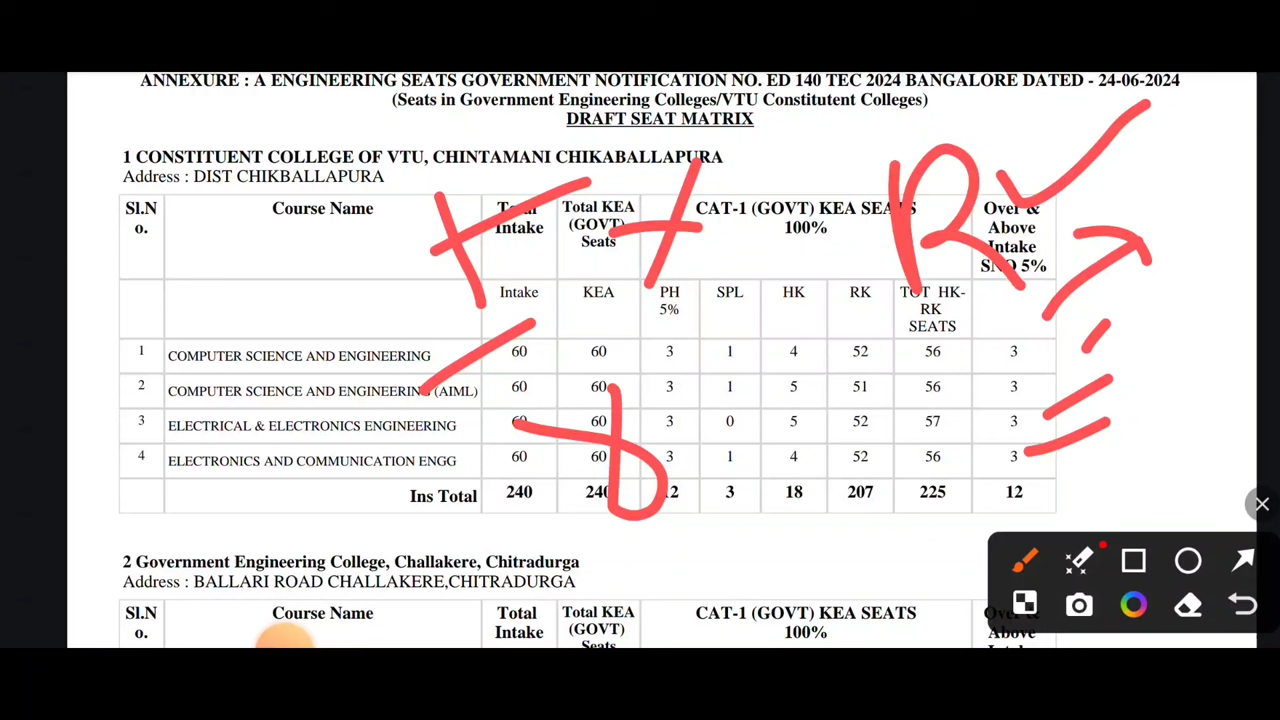 ANNEXURE : A ENGINEERING SEATS GOVERNMENT NOTIFICATION NO. ED 140 TEC 2024 BANGALORE DATED - 24-06-2024
(Seats in Government Engineering Colleges/VTU Constitutent Colleges)
DRAFT SEAT MATRIX
1 CONSTITUENT COLLEGE OF VTU, CHINTAMANI CHIKABALLAPURA
Address : DIST CHIKBALLAPURA
Sl.No. Course Name Total Intake Total KEA (GOVT) Seats CAT-1 (GOVT) KEA SEATS 100% Over & Above Intake SNQ 5%
Intake KEA PH 5% SPL HK RK TOT HK-RK SEATS
1 COMPUTER SCIENCE AND ENGINEERING 60 60 3 1 4 52 56 3
2 COMPUTER SCIENCE AND ENGINEERING (AIML) 60 60 3 1 5 51 56 3
3 ELECTRICAL & ELECTRONICS ENGINEERING 60 60 3 0 5 52 57 3
4 ELECTRONICS AND COMMUNICATION ENGG 60 60 3 1 4 52 56 3
Ins Total 240 240 12 3 18 207 225 12
R
8
2 Government Engineering College, Challakere, Chitradurga
Address : BALLARI ROAD CHALLAKERE,CHITRADURGA
Sl.No. Course Name Total Intake Total KEA (GOVT) Seats CAT-1 (GOVT) KEA SEATS 100% Over & Above